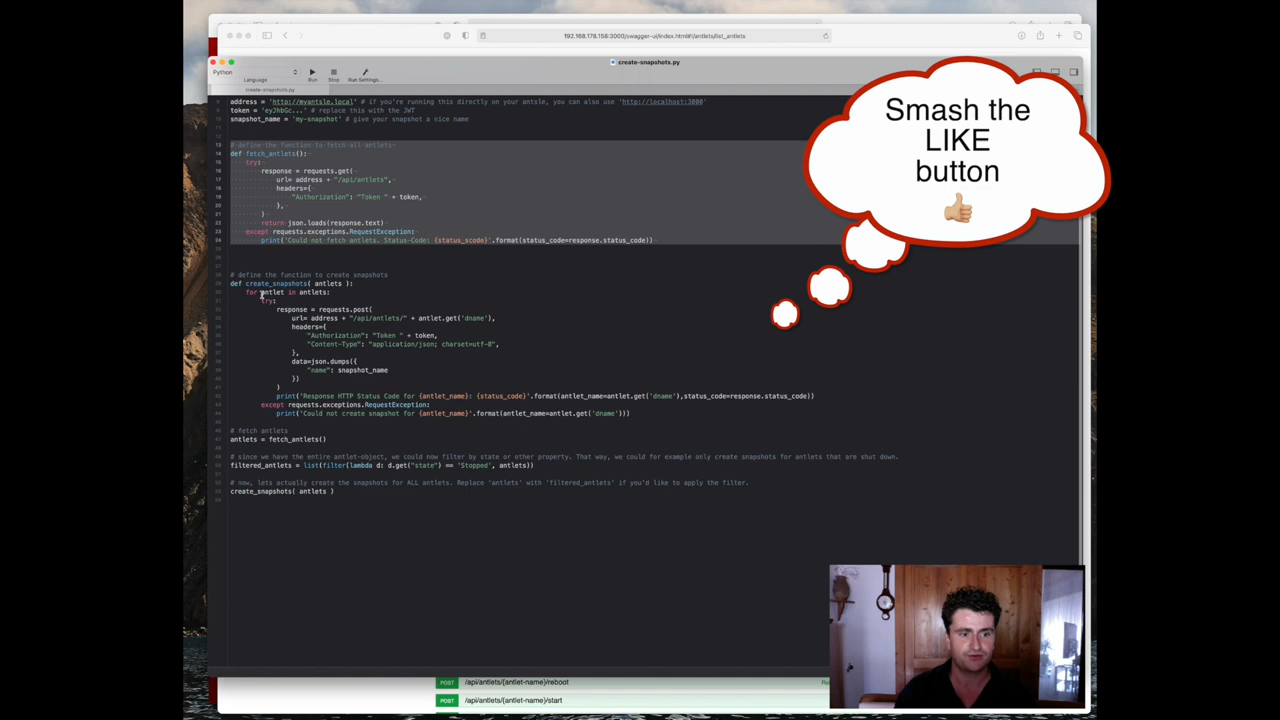 192.168.178.158:3000/swagger-ui/index.html#/antlets/list_antlets
create-snapshots.py
Python
Language
Run
Stop
Run Settings...
create-snapshots.py
address = 'http://myantsle.local' # if you're running this directly on your antsle, you can also use 'http://localhost:3000'
token = 'eyJhbGc...' # replace this with the JWT
snapshot_name = 'my-snapshot' # give your snapshot a nice name
# define the function to fetch all antlets
def fetch_antlets():
try:
response = requests.get(
url= address + "/api/antlets",
headers={
"Authorization": "Token " + token,
},
)
return json.loads(response.text)
except requests.exceptions.RequestException:
print('Could not fetch antlets. Status-Code: {status_scode}'.format(status_code=response.status_code))
# define the function to create snapshots
def create_snapshots( antlets ):
for antlet in antlets:
try:
response = requests.post(
url= address + "/api/antlets/" + antlet.get('dname'),
headers={
"Authorization": "Token " + token,
"Content-Type": "application/json; charset=utf-8",
},
data=json.dumps({
"name": snapshot_name
})
)
print('Response HTTP Status Code for {antlet_name}: {status_code}'.format(antlet_name=antlet.get('dname'),status_code=response.status_code))
except requests.exceptions.RequestException:
print('Could not create snapshot for {antlet_name}'.format(antlet_name=antlet.get('dname')))
# fetch antlets
antlets = fetch_antlets()
# since we have the entire antlet-object, we could now filter by state or other property. That way, we could for example only create snapshots for antlets that are shut down.
filtered_antlets = list(filter(lambda d: d.get("state") == 'Stopped', antlets))
# now, lets actually create the snapshots for ALL antlets. Replace 'antlets' with 'filtered_antlets' if you'd like to apply the filter.
create_snapshots( antlets )
Smash the
LIKE
button
POST /api/antlets/{antlet-name}/reboot
POST /api/antlets/{antlet-name}/start